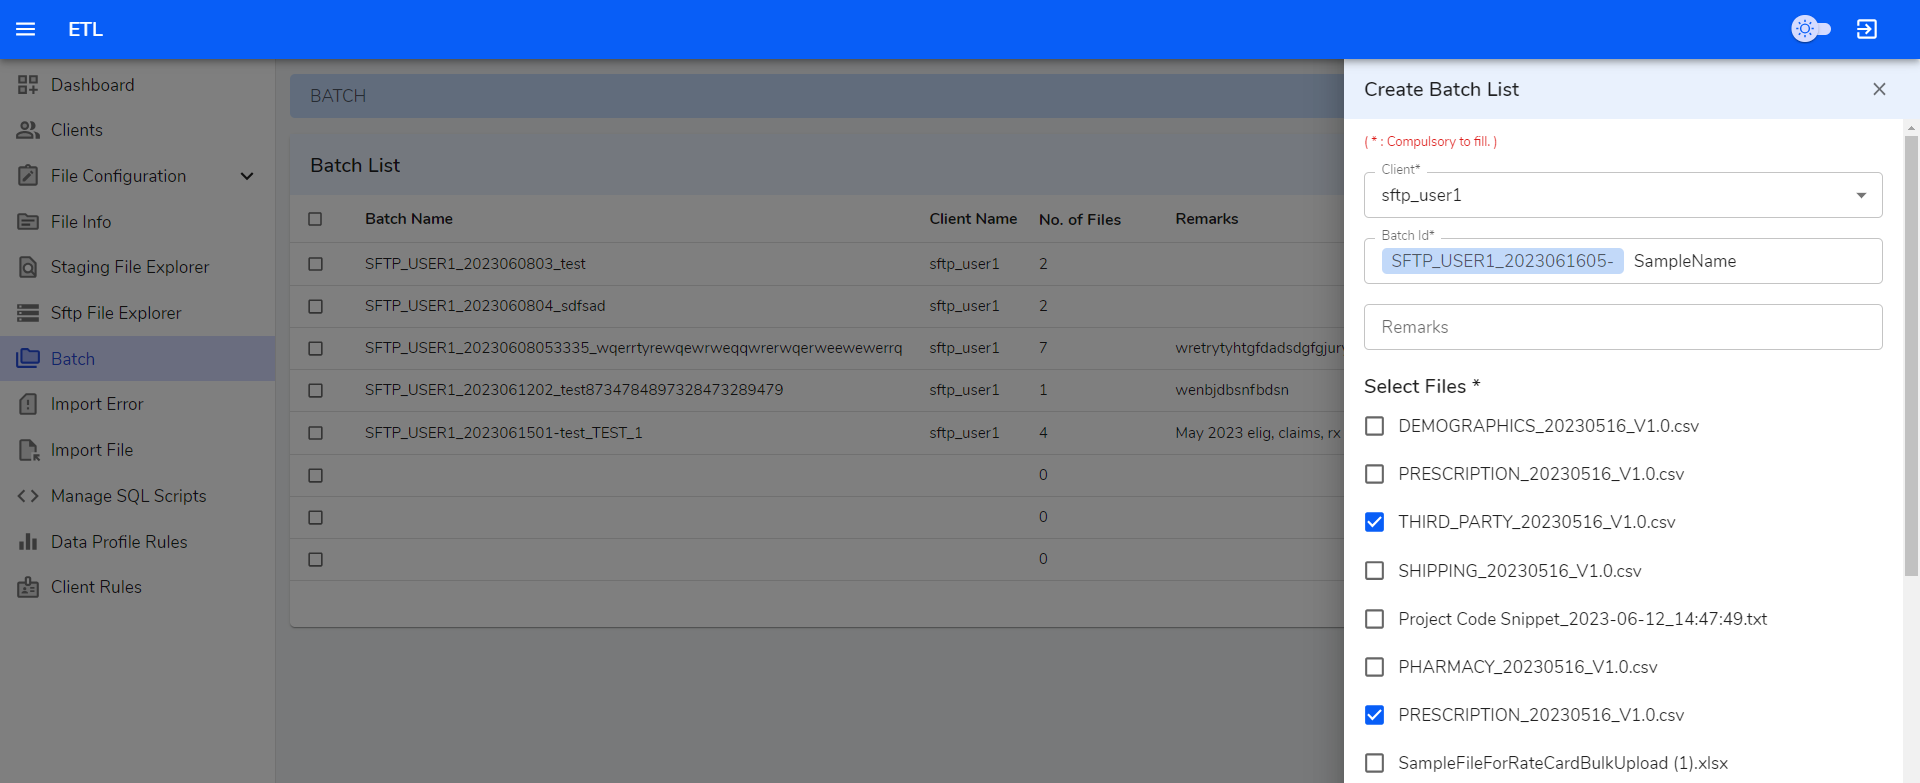 ETL
Dashboard
Clients
File Configuration
File Info
Staging File Explorer
Sftp File Explorer
Batch
Import Error
Import File
Manage SQL Scripts
Data Profile Rules
Client Rules
BATCH
Batch List
Batch Name Client Name No. of Files Remarks
SFTP_USER1_2023060803_test sftp_user1 2
SFTP_USER1_2023060804_sdfsad sftp_user1 2
SFTP_USER1_20230608053335_wqerrtyrewqewrweqqwrerwqerweewewerrq sftp_user1 7 wretrytyhtgfdadsdgfgjurv
SFTP_USER1_2023061202_test8734784897328473289479 sftp_user1 1 wenbjdbsnfbdsn
SFTP_USER1_2023061501-test_TEST_1 sftp_user1 4 May 2023 elig, claims, rx
0
0
0
Create Batch List
( * : Compulsory to fill. )
Client*
sftp_user1
Batch Id*
SFTP_USER1_2023061605- SampleName
Remarks
Select Files *
DEMOGRAPHICS_20230516_V1.0.csv
PRESCRIPTION_20230516_V1.0.csv
THIRD_PARTY_20230516_V1.0.csv
SHIPPING_20230516_V1.0.csv
Project Code Snippet_2023-06-12_14:47:49.txt
PHARMACY_20230516_V1.0.csv
PRESCRIPTION_20230516_V1.0.csv
SampleFileForRateCardBulkUpload (1).xlsx